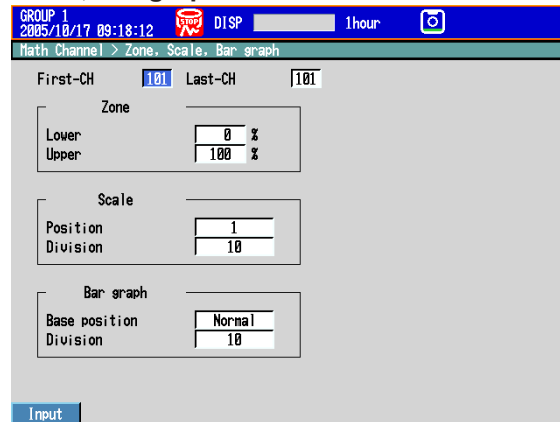 GROUP 1
2005/10/17 09:18:12
STOP
DISP
1hour
Math Channel > Zone, Scale, Bar graph
First-CH 101 Last-CH 101
Zone
Lower 0 %
Upper 100 %
Scale
Position 1
Division 10
Bar graph
Base position Normal
Division 10
Input